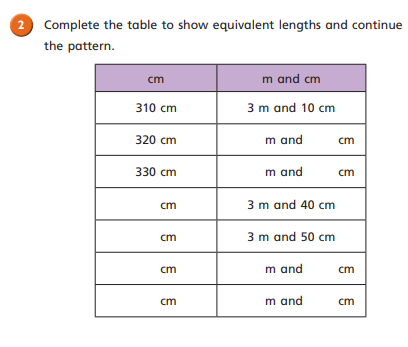 2 Complete the table to show equivalent lengths and continue
the pattern.
cm m and cm
310 cm 3 m and 10 cm
320 cm m and cm
330 cm m and cm
cm 3 m and 40 cm
cm 3 m and 50 cm
cm m and cm
cm m and cm